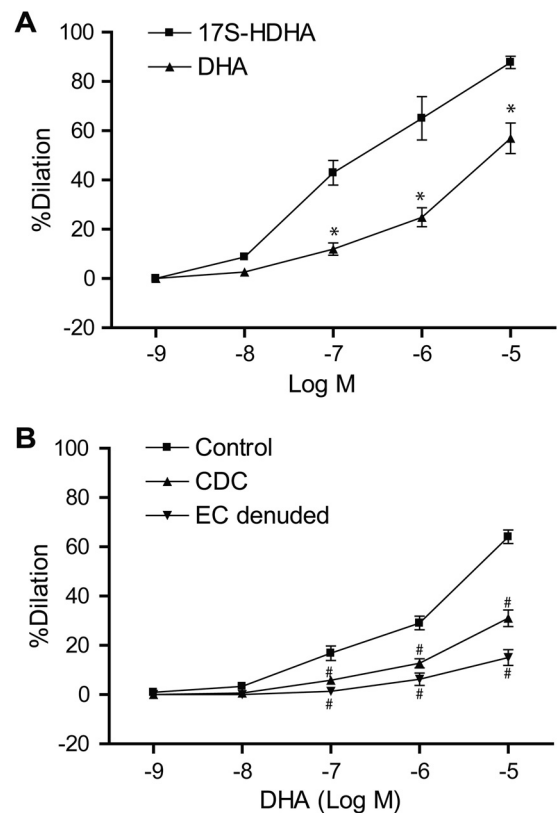 A
17S-HDHA
DHA
100
80
60
40
20
0
-20
%Dilation
*
*
*
-9 -8 -7 -6 -5
Log M
B
Control
CDC
EC denuded
100
80
60
40
20
0
-20
%Dilation
#
#
#
#
#
#
-9 -8 -7 -6 -5
DHA (Log M)